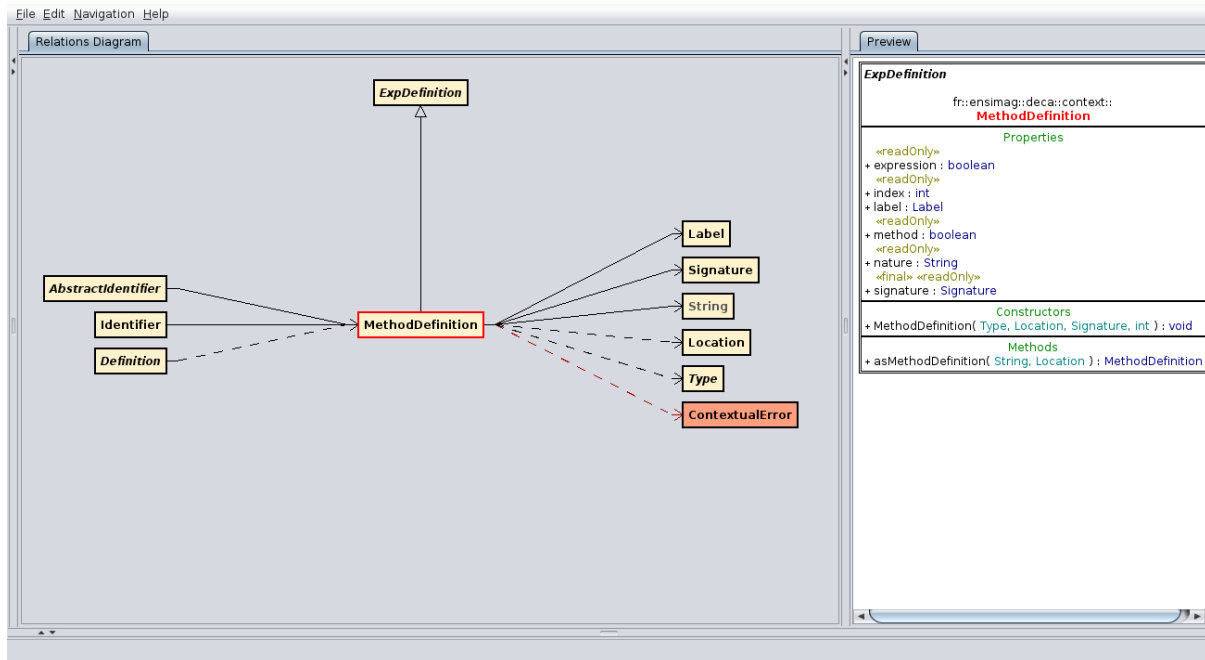 File Edit Navigation Help
Relations Diagram
ExpDefinition
AbstractIdentifier
Identifier
Definition
MethodDefinition
Label
Signature
String
Location
Type
ContextualError
Preview
ExpDefinition
fr::ensimag::deca::context::
MethodDefinition
Properties
«readOnly»
+ expression : boolean
«readOnly»
+ index : int
+ label : Label
«readOnly»
+ method : boolean
«readOnly»
+ nature : String
«final» «readOnly»
+ signature : Signature
Constructors
+ MethodDefinition( Type, Location, Signature, int ) : void
Methods
+ asMethodDefinition( String, Location ) : MethodDefinition